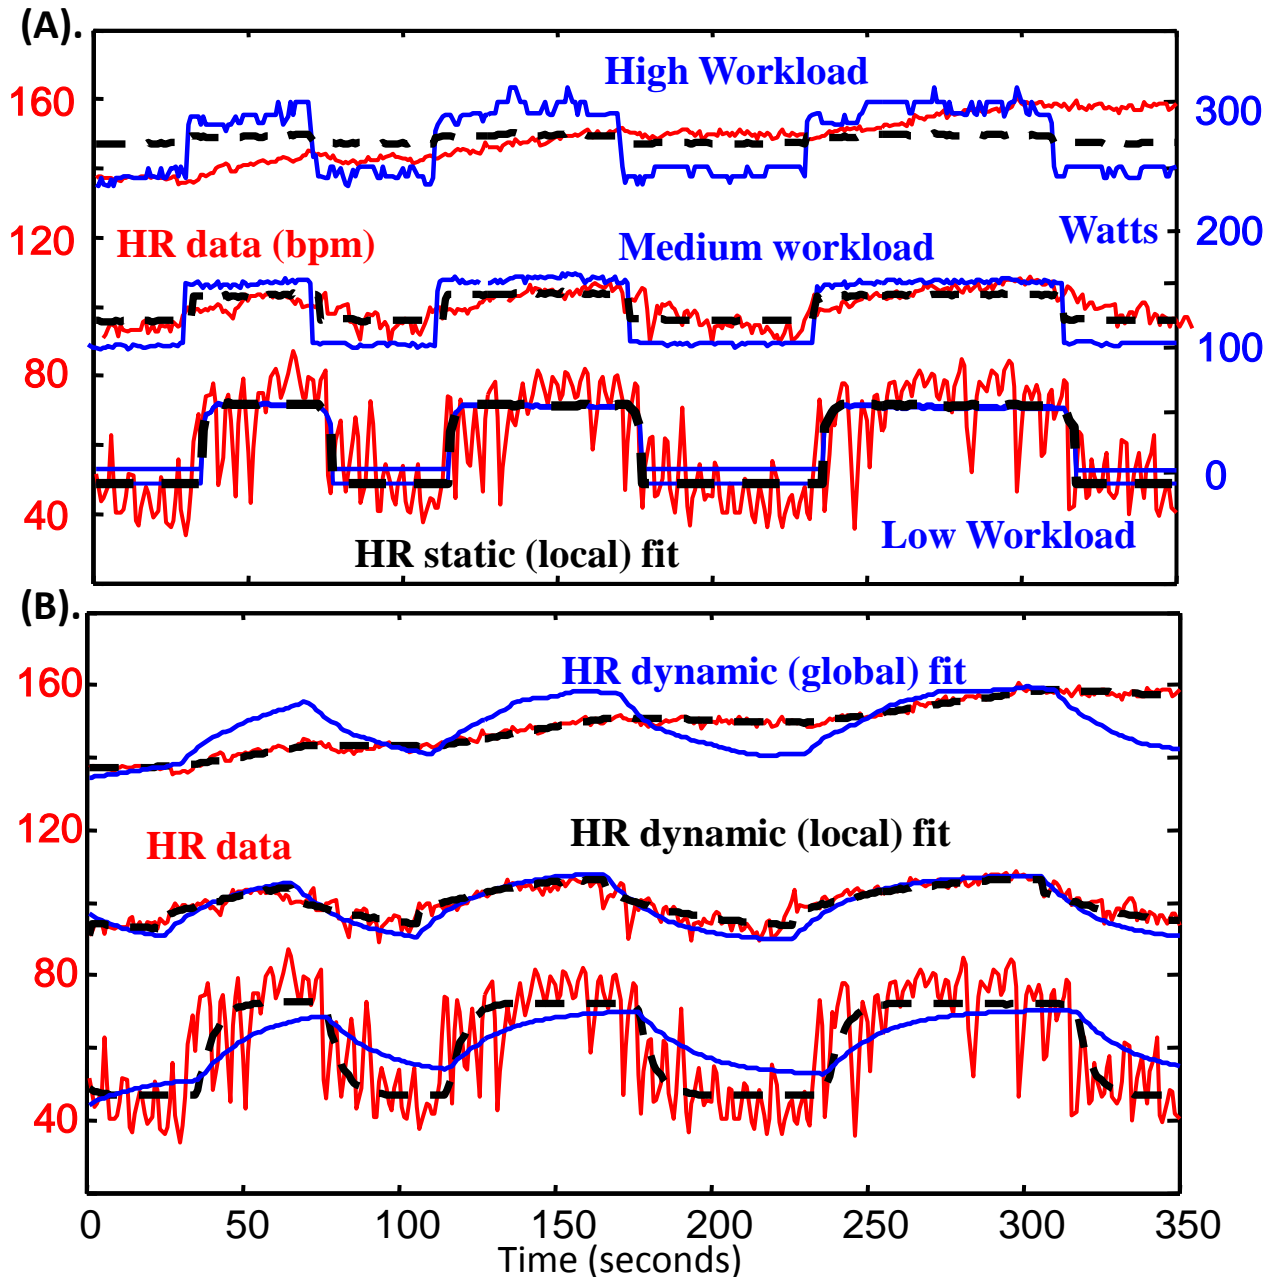 (A).
High Workload
160
300
HR data (bpm)
120
Medium workload
Watts
200
80
100
40
0
Low Workload
HR static (local) fit
(B).
160
HR dynamic (global) fit
120
HR data
HR dynamic (local) fit
80
40
0 50 100 150 200 250 300 350
Time (seconds)